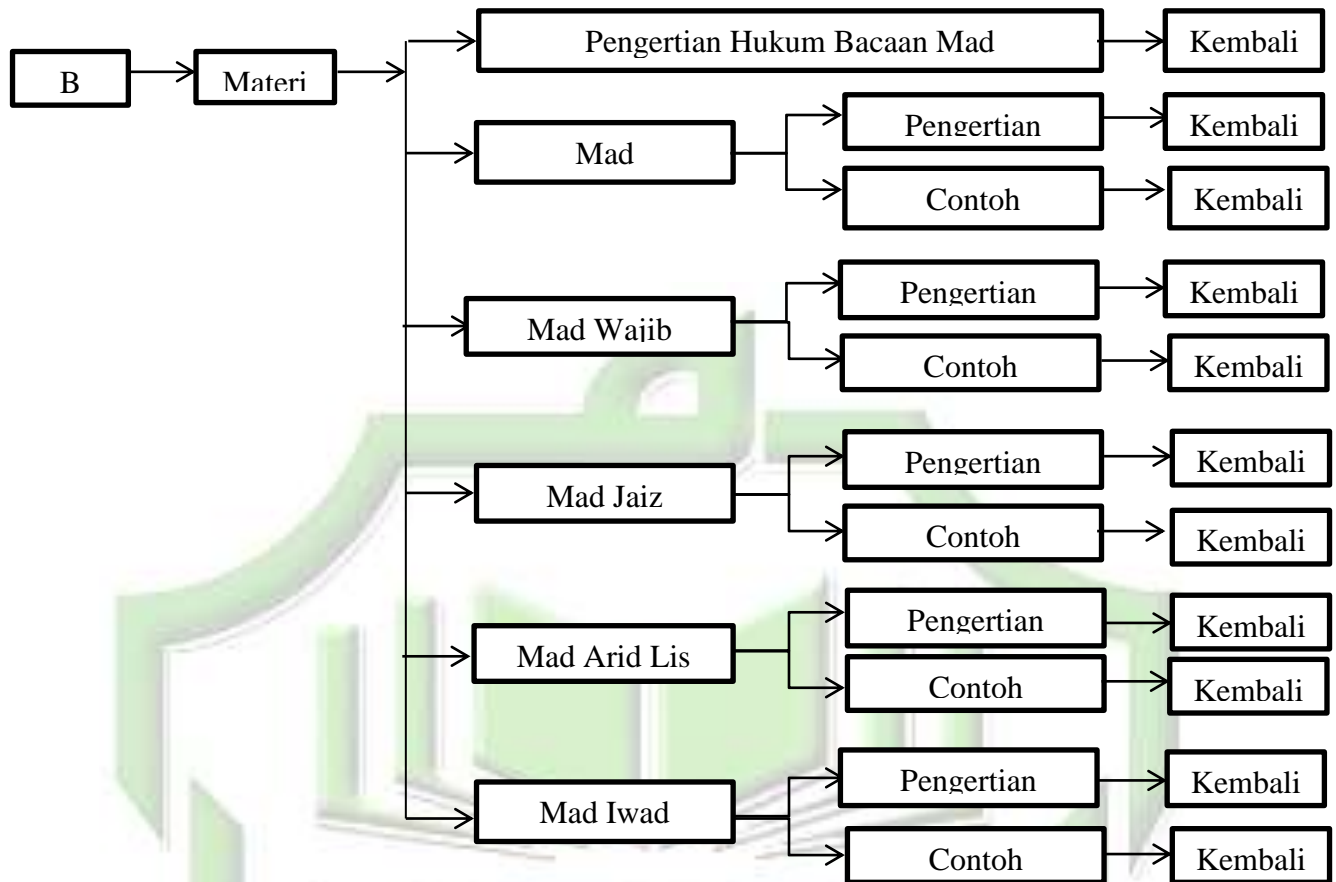 Pengertian Hukum Bacaan Mad
Kembali
B
Materi
Mad
Pengertian
Kembali
Contoh
Kembali
Mad Wajib
Pengertian
Kembali
Contoh
Kembali
Mad Jaiz
Pengertian
Kembali
Contoh
Kembali
Mad Arid Lis
Pengertian
Kembali
Contoh
Kembali
Mad Iwad
Pengertian
Kembali
Contoh
Kembali